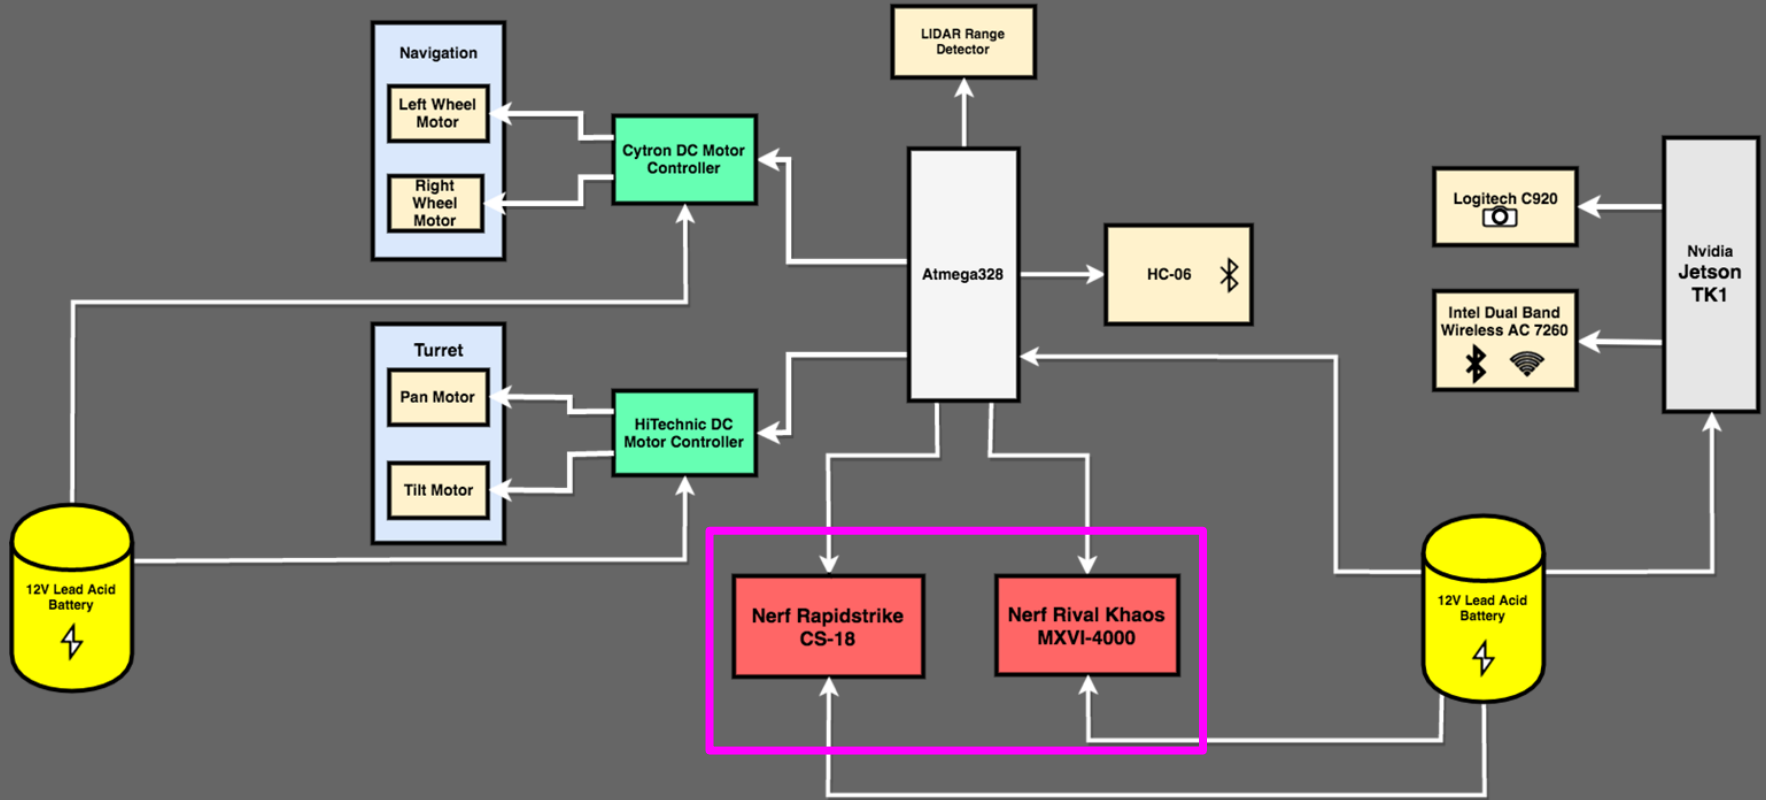 LIDAR Range
Detector
Navigation
Left Wheel
Motor
Right
Wheel
Motor
Cytron DC Motor
Controller
Atmega328
HC-06
Logitech C920
Intel Dual Band
Wireless AC 7260
Nvidia
Jetson
TK1
Turret
Pan Motor
Tilt Motor
HiTechnic DC
Motor Controller
12V Lead Acid
Battery
Nerf Rapidstrike
CS-18
Nerf Rival Khaos
MXVI-4000
12V Lead Acid
Battery